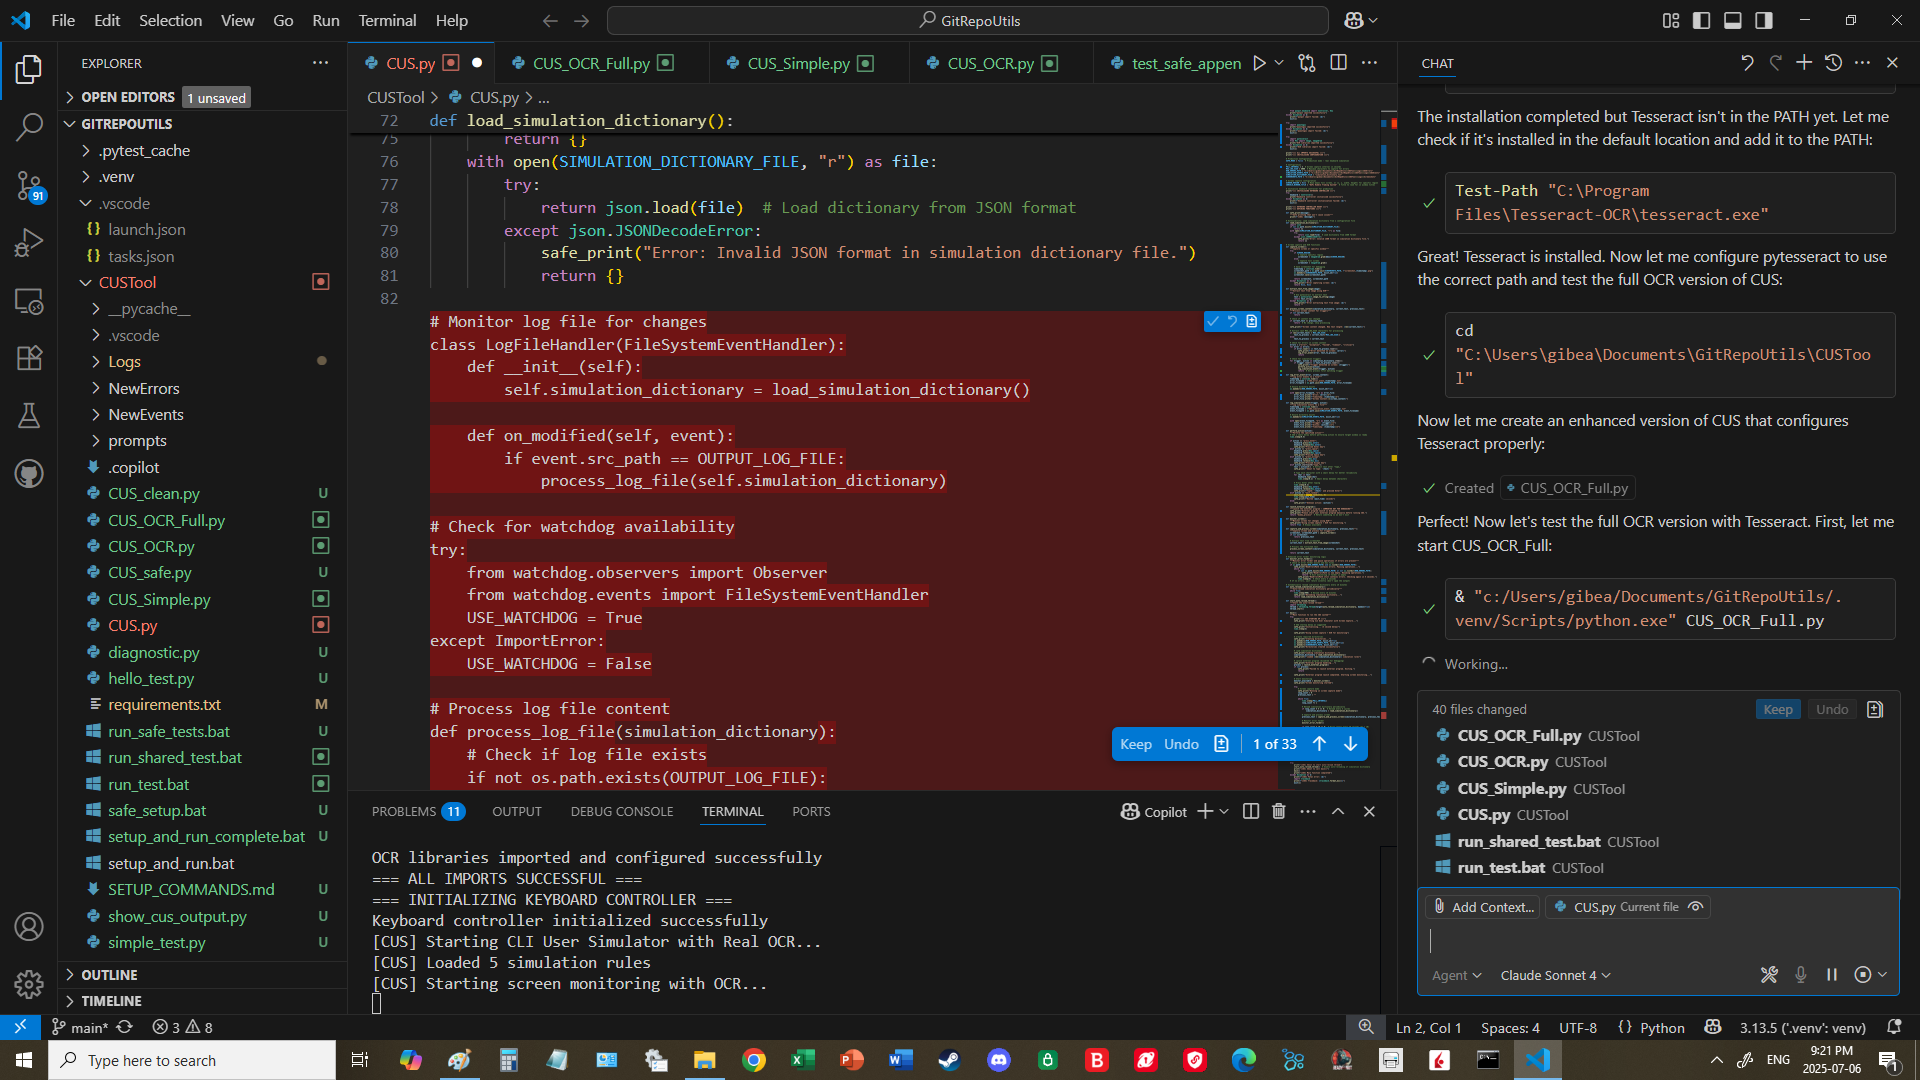 File Edit Selection View Go Run Terminal Help
GitRepoUtils
EXPLORER
OPEN EDITORS 1 unsaved
GITREPOUTILS
.pytest_cache
.venv
.vscode
{} launch.json
{} tasks.json
CUSTool
__pycache__
.vscode
Logs
NewErrors
NewEvents
prompts
.copilot
CUS_clean.py U
CUS_OCR_Full.py
CUS_OCR.py
CUS_safe.py U
CUS_Simple.py
CUS.py
diagnostic.py U
hello_test.py U
requirements.txt M
run_safe_tests.bat U
run_shared_test.bat
run_test.bat
safe_setup.bat U
setup_and_run_complete.bat U
setup_and_run.bat
SETUP_COMMANDS.md U
show_cus_output.py U
simple_test.py U
OUTLINE
TIMELINE
91
CUS.py CUS_OCR_Full.py CUS_Simple.py CUS_OCR.py test_safe_appen
CUSTool > CUS.py > ...
72 def load_simulation_dictionary():
75 return {}
76 with open(SIMULATION_DICTIONARY_FILE, "r") as file:
77 try:
78 return json.load(file) # Load dictionary from JSON format
79 except json.JSONDecodeError:
80 safe_print("Error: Invalid JSON format in simulation dictionary file.")
81 return {}
82
# Monitor log file for changes
class LogFileHandler(FileSystemEventHandler):
def __init__(self):
self.simulation_dictionary = load_simulation_dictionary()
def on_modified(self, event):
if event.src_path == OUTPUT_LOG_FILE:
process_log_file(self.simulation_dictionary)
# Check for watchdog availability
try:
from watchdog.observers import Observer
from watchdog.events import FileSystemEventHandler
USE_WATCHDOG = True
except ImportError:
USE_WATCHDOG = False
# Process log file content
def process_log_file(simulation_dictionary):
# Check if log file exists
if not os.path.exists(OUTPUT_LOG_FILE):
Keep Undo 1 of 33
PROBLEMS 11 OUTPUT DEBUG CONSOLE TERMINAL PORTS
Copilot
OCR libraries imported and configured successfully
=== ALL IMPORTS SUCCESSFUL ===
=== INITIALIZING KEYBOARD CONTROLLER ===
Keyboard controller initialized successfully
[CUS] Starting CLI User Simulator with Real OCR...
[CUS] Loaded 5 simulation rules
[CUS] Starting screen monitoring with OCR...
CHAT
The installation completed but Tesseract isn't in the PATH yet. Let me
check if it's installed in the default location and add it to the PATH:
Test-Path "C:\Program
Files\Tesseract-OCR\tesseract.exe"
Great! Tesseract is installed. Now let me configure pytesseract to use
the correct path and test the full OCR version of CUS:
cd
"C:\Users\gibea\Documents\GitRepoUtils\CUSToo
l"
Now let me create an enhanced version of CUS that configures
Tesseract properly:
Created CUS_OCR_Full.py
Perfect! Now let's test the full OCR version with Tesseract. First, let me
start CUS_OCR_Full:
& "c:/Users/gibea/Documents/GitRepoUtils/.
venv/Scripts/python.exe" CUS_OCR_Full.py
Working...
40 files changed Keep Undo
CUS_OCR_Full.py CUSTool
CUS_OCR.py CUSTool
CUS_Simple.py CUSTool
CUS.py CUSTool
run_shared_test.bat CUSTool
run_test.bat CUSTool
Add Context... CUS.py Current file
Agent Claude Sonnet 4
main* 3 8
Ln 2, Col 1 Spaces: 4 UTF-8 {} Python 3.13.5 ('.venv': venv)
Type here to search
ENG 9:21 PM
2025-07-06
1